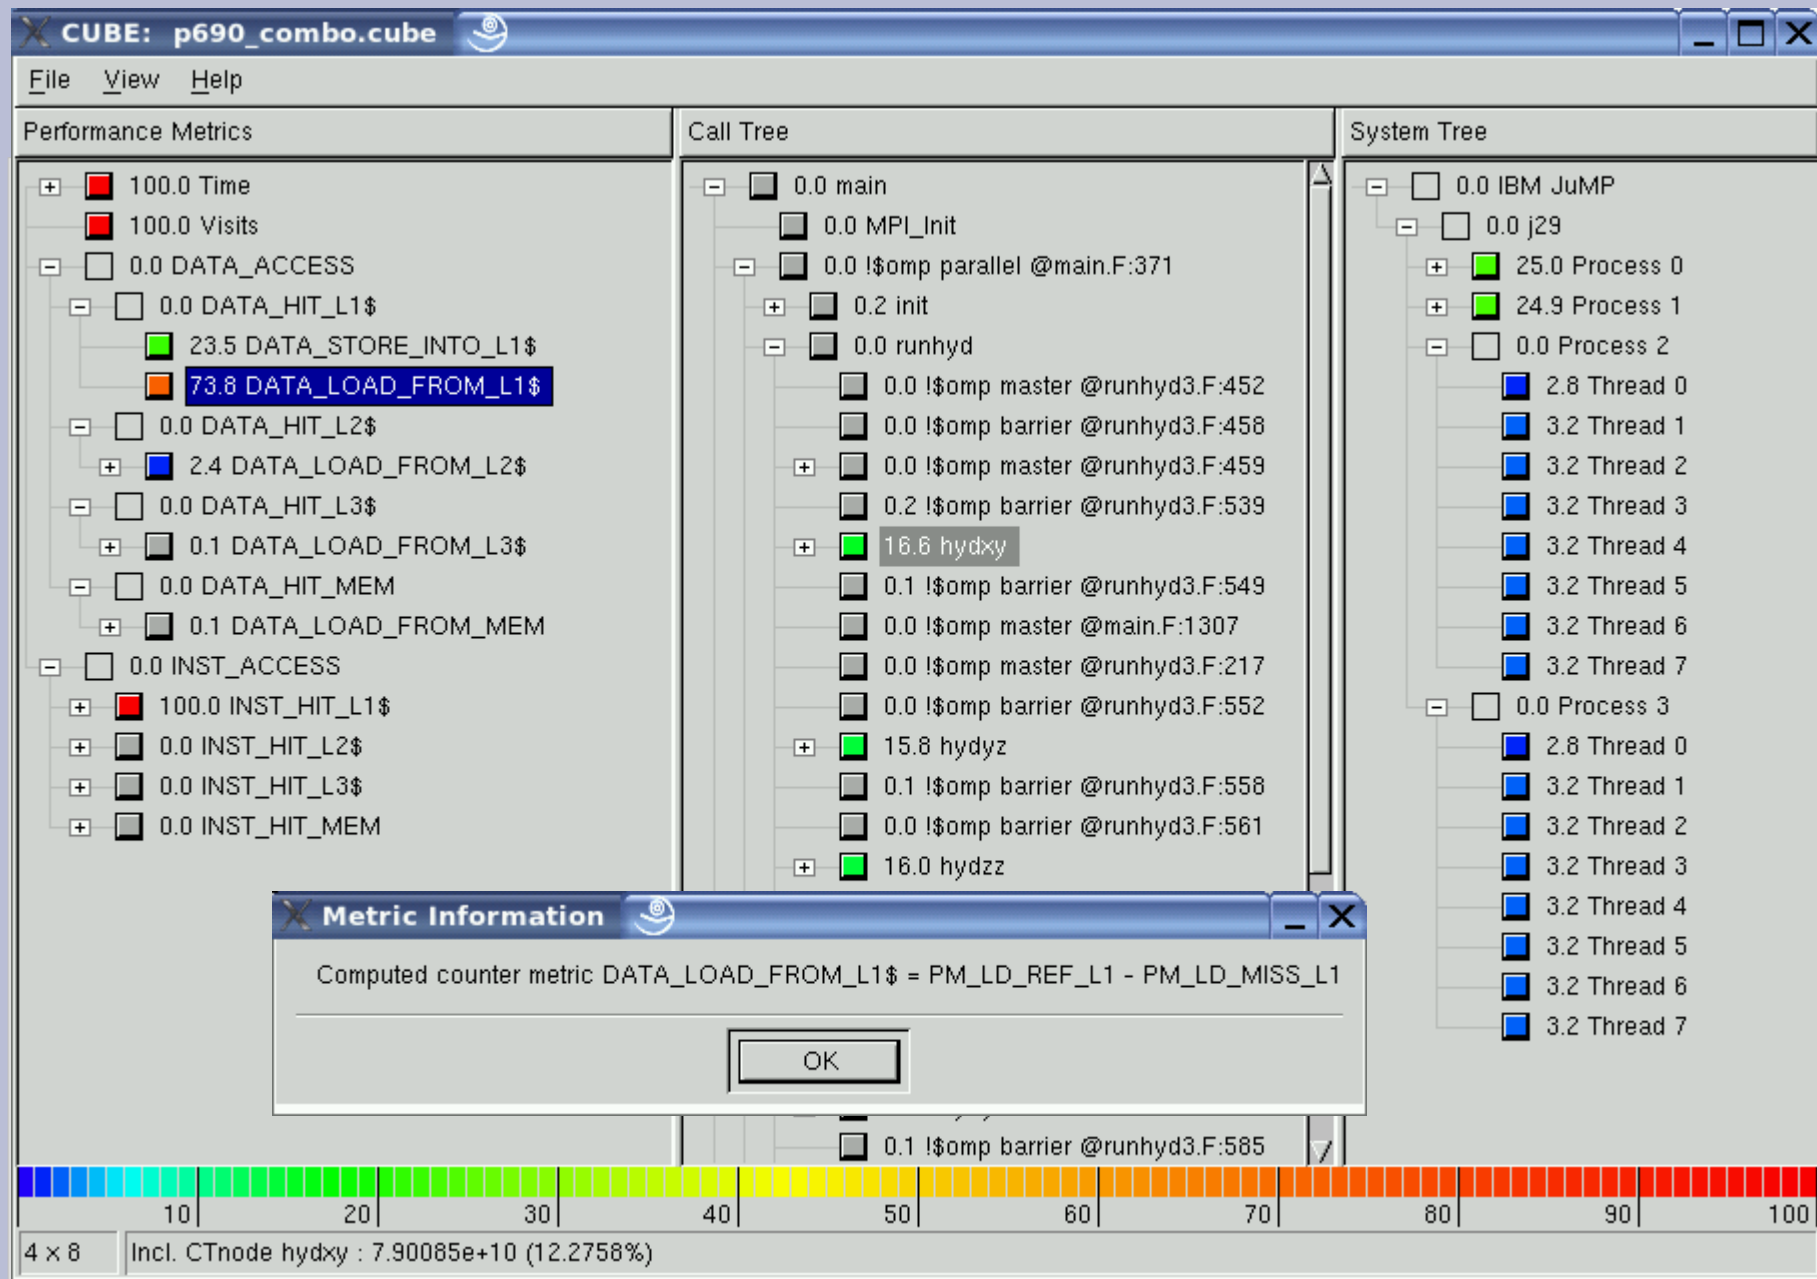 CUBE: p690_combo.cube
File View Help
Performance Metrics
100.0 Time
100.0 Visits
0.0 DATA_ACCESS
0.0 DATA_HIT_L1$
23.5 DATA_STORE_INTO_L1$
73.8 DATA_LOAD_FROM_L1$
0.0 DATA_HIT_L2$
2.4 DATA_LOAD_FROM_L2$
0.0 DATA_HIT_L3$
0.1 DATA_LOAD_FROM_L3$
0.0 DATA_HIT_MEM
0.1 DATA_LOAD_FROM_MEM
0.0 INST_ACCESS
100.0 INST_HIT_L1$
0.0 INST_HIT_L2$
0.0 INST_HIT_L3$
0.0 INST_HIT_MEM
Call Tree
0.0 main
0.0 MPI_Init
0.0 !$omp parallel @main.F:371
0.2 init
0.0 runhyd
0.0 !$omp master @runhyd3.F:452
0.0 !$omp barrier @runhyd3.F:458
0.0 !$omp master @runhyd3.F:459
0.2 !$omp barrier @runhyd3.F:539
16.6 hydxy
0.1 !$omp barrier @runhyd3.F:549
0.0 !$omp master @main.F:1307
0.0 !$omp master @runhyd3.F:217
0.0 !$omp barrier @runhyd3.F:552
15.8 hydyz
0.1 !$omp barrier @runhyd3.F:558
0.0 !$omp barrier @runhyd3.F:561
16.0 hydzz
0.1 !$omp barrier @runhyd3.F:585
System Tree
0.0 IBM JuMP
0.0 j29
25.0 Process 0
24.9 Process 1
0.0 Process 2
2.8 Thread 0
3.2 Thread 1
3.2 Thread 2
3.2 Thread 3
3.2 Thread 4
3.2 Thread 5
3.2 Thread 6
3.2 Thread 7
0.0 Process 3
2.8 Thread 0
3.2 Thread 1
3.2 Thread 2
3.2 Thread 3
3.2 Thread 4
3.2 Thread 5
3.2 Thread 6
3.2 Thread 7
Metric Information
Computed counter metric DATA_LOAD_FROM_L1$ = PM_LD_REF_L1 - PM_LD_MISS_L1
OK
10 20 30 40 50 60 70 80 90 100
4 x 8 Incl. CTnode hydxy : 7.90085e+10 (12.2758%)